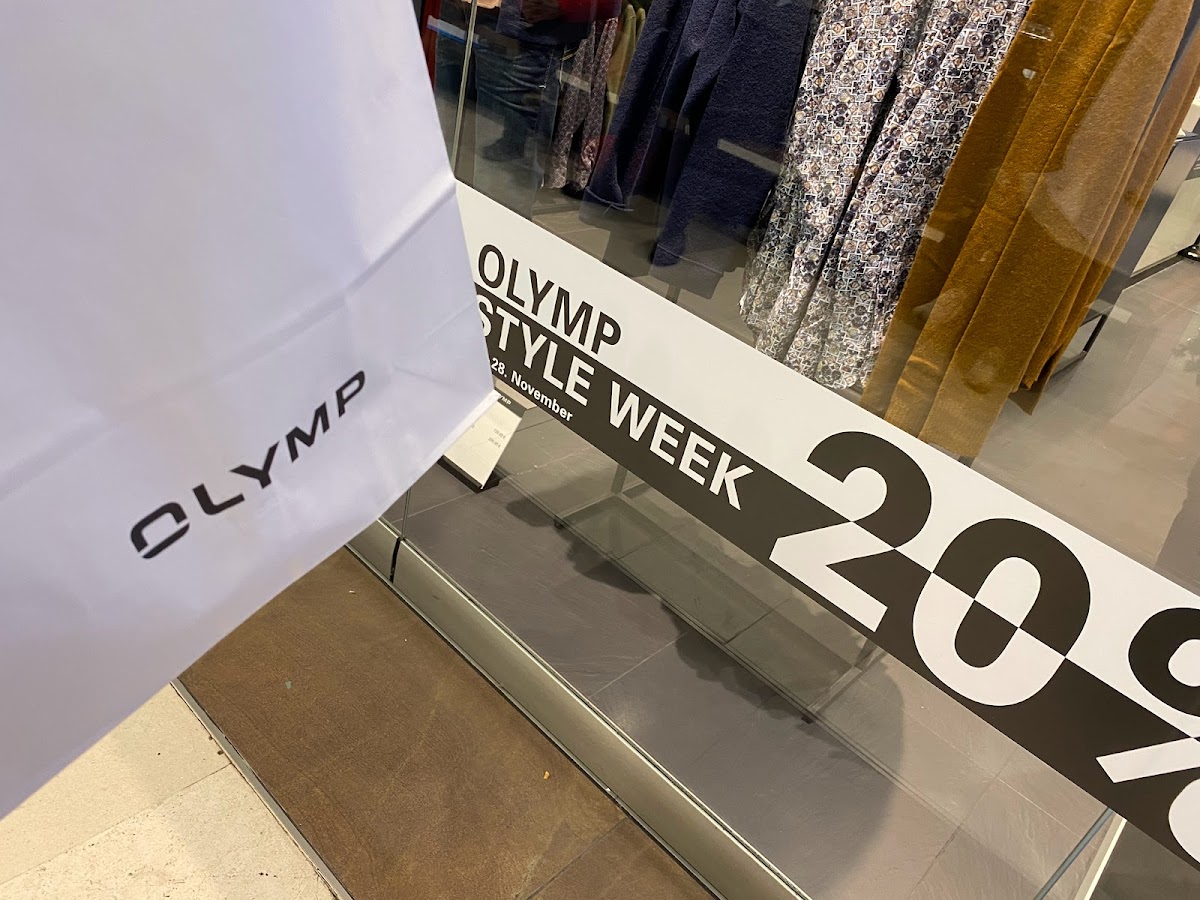 OLYMP
OLYMP
STYLE WEEK
28. November
20%